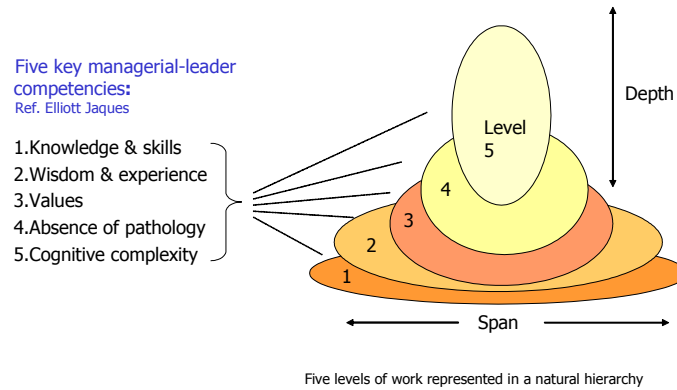 Five key managerial-leader
competencies:
Ref. Elliott Jaques
1.Knowledge & skills
2.Wisdom & experience
3.Values
4.Absence of pathology
5.Cognitive complexity
Level
5
4
3
2
1
Depth
Span
Five levels of work represented in a natural hierarchy